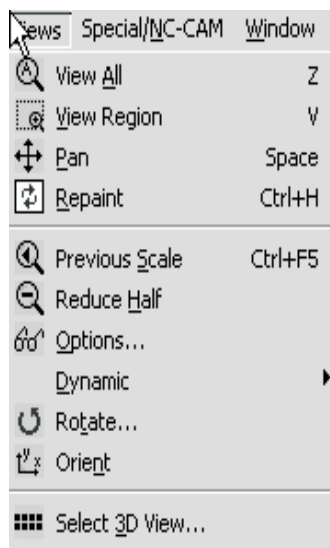 ews Special/NC-CAM Window
View All Z
View Region V
Pan Space
Repaint Ctrl+H
Previous Scale Ctrl+F5
Reduce Half
Options...
Dynamic
Rotate...
Orient
Select 3D View...